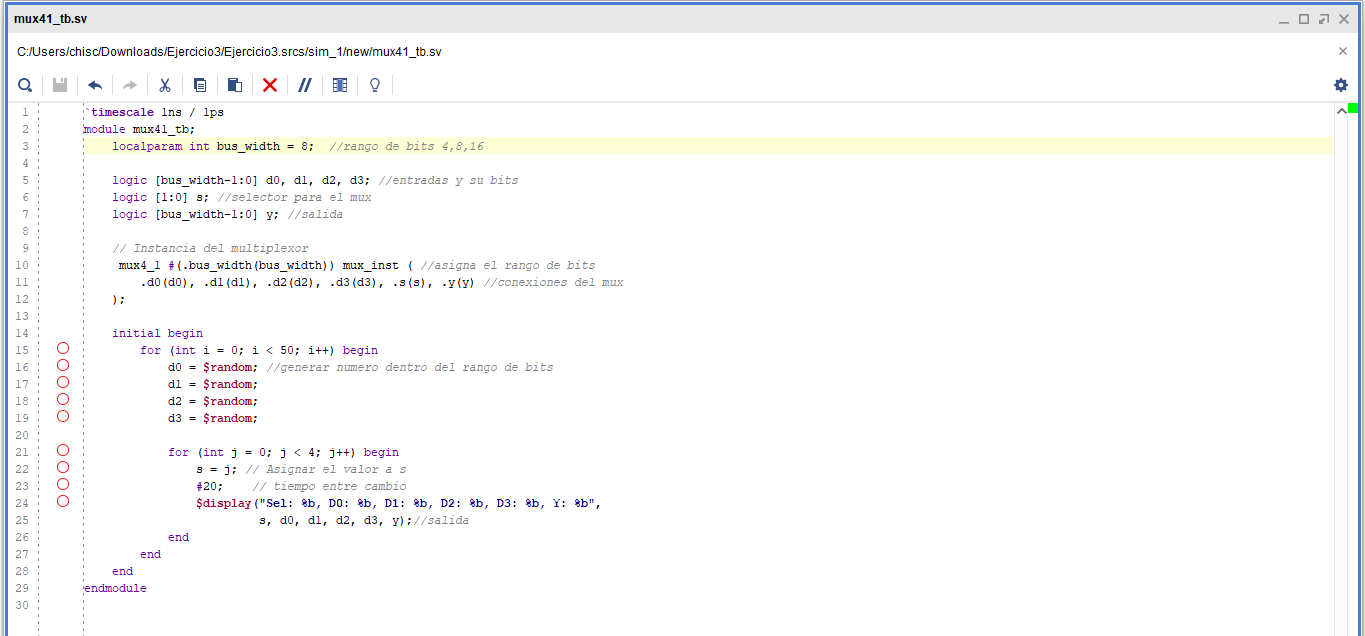 mux41_tb.sv
C:/Users/chisc/Downloads/Ejercicio3/Ejercicio3.srcs/sim_1/new/mux41_tb.sv
1 `timescale 1ns / 1ps
2 module mux41_tb;
3 localparam int bus_width = 8;  //rango de bits 4,8,16
4
5 logic [bus_width-1:0] d0, d1, d2, d3; //entradas y su bits
6 logic [1:0] s; //selector para el mux
7 logic [bus_width-1:0] y; //salida
8
9 // Instancia del multiplexor
10 mux4_1 #(.bus_width(bus_width)) mux_inst ( //asigna el rango de bits
11 .d0(d0), .d1(d1), .d2(d2), .d3(d3), .s(s), .y(y) //conexiones del mux
12 );
13
14 initial begin
15 for (int i = 0; i < 50; i++) begin
16 d0 = $random; //generar numero dentro del rango de bits
17 d1 = $random;
18 d2 = $random;
19 d3 = $random;
20
21 for (int j = 0; j < 4; j++) begin
22 s = j; // Asignar el valor a s
23 #20;    // tiempo entre cambio
24 $display("Sel: %b, D0: %b, D1: %b, D2: %b, D3: %b, Y: %b",
25 s, d0, d1, d2, d3, y);//salida
26 end
27 end
28 end
29 endmodule
30